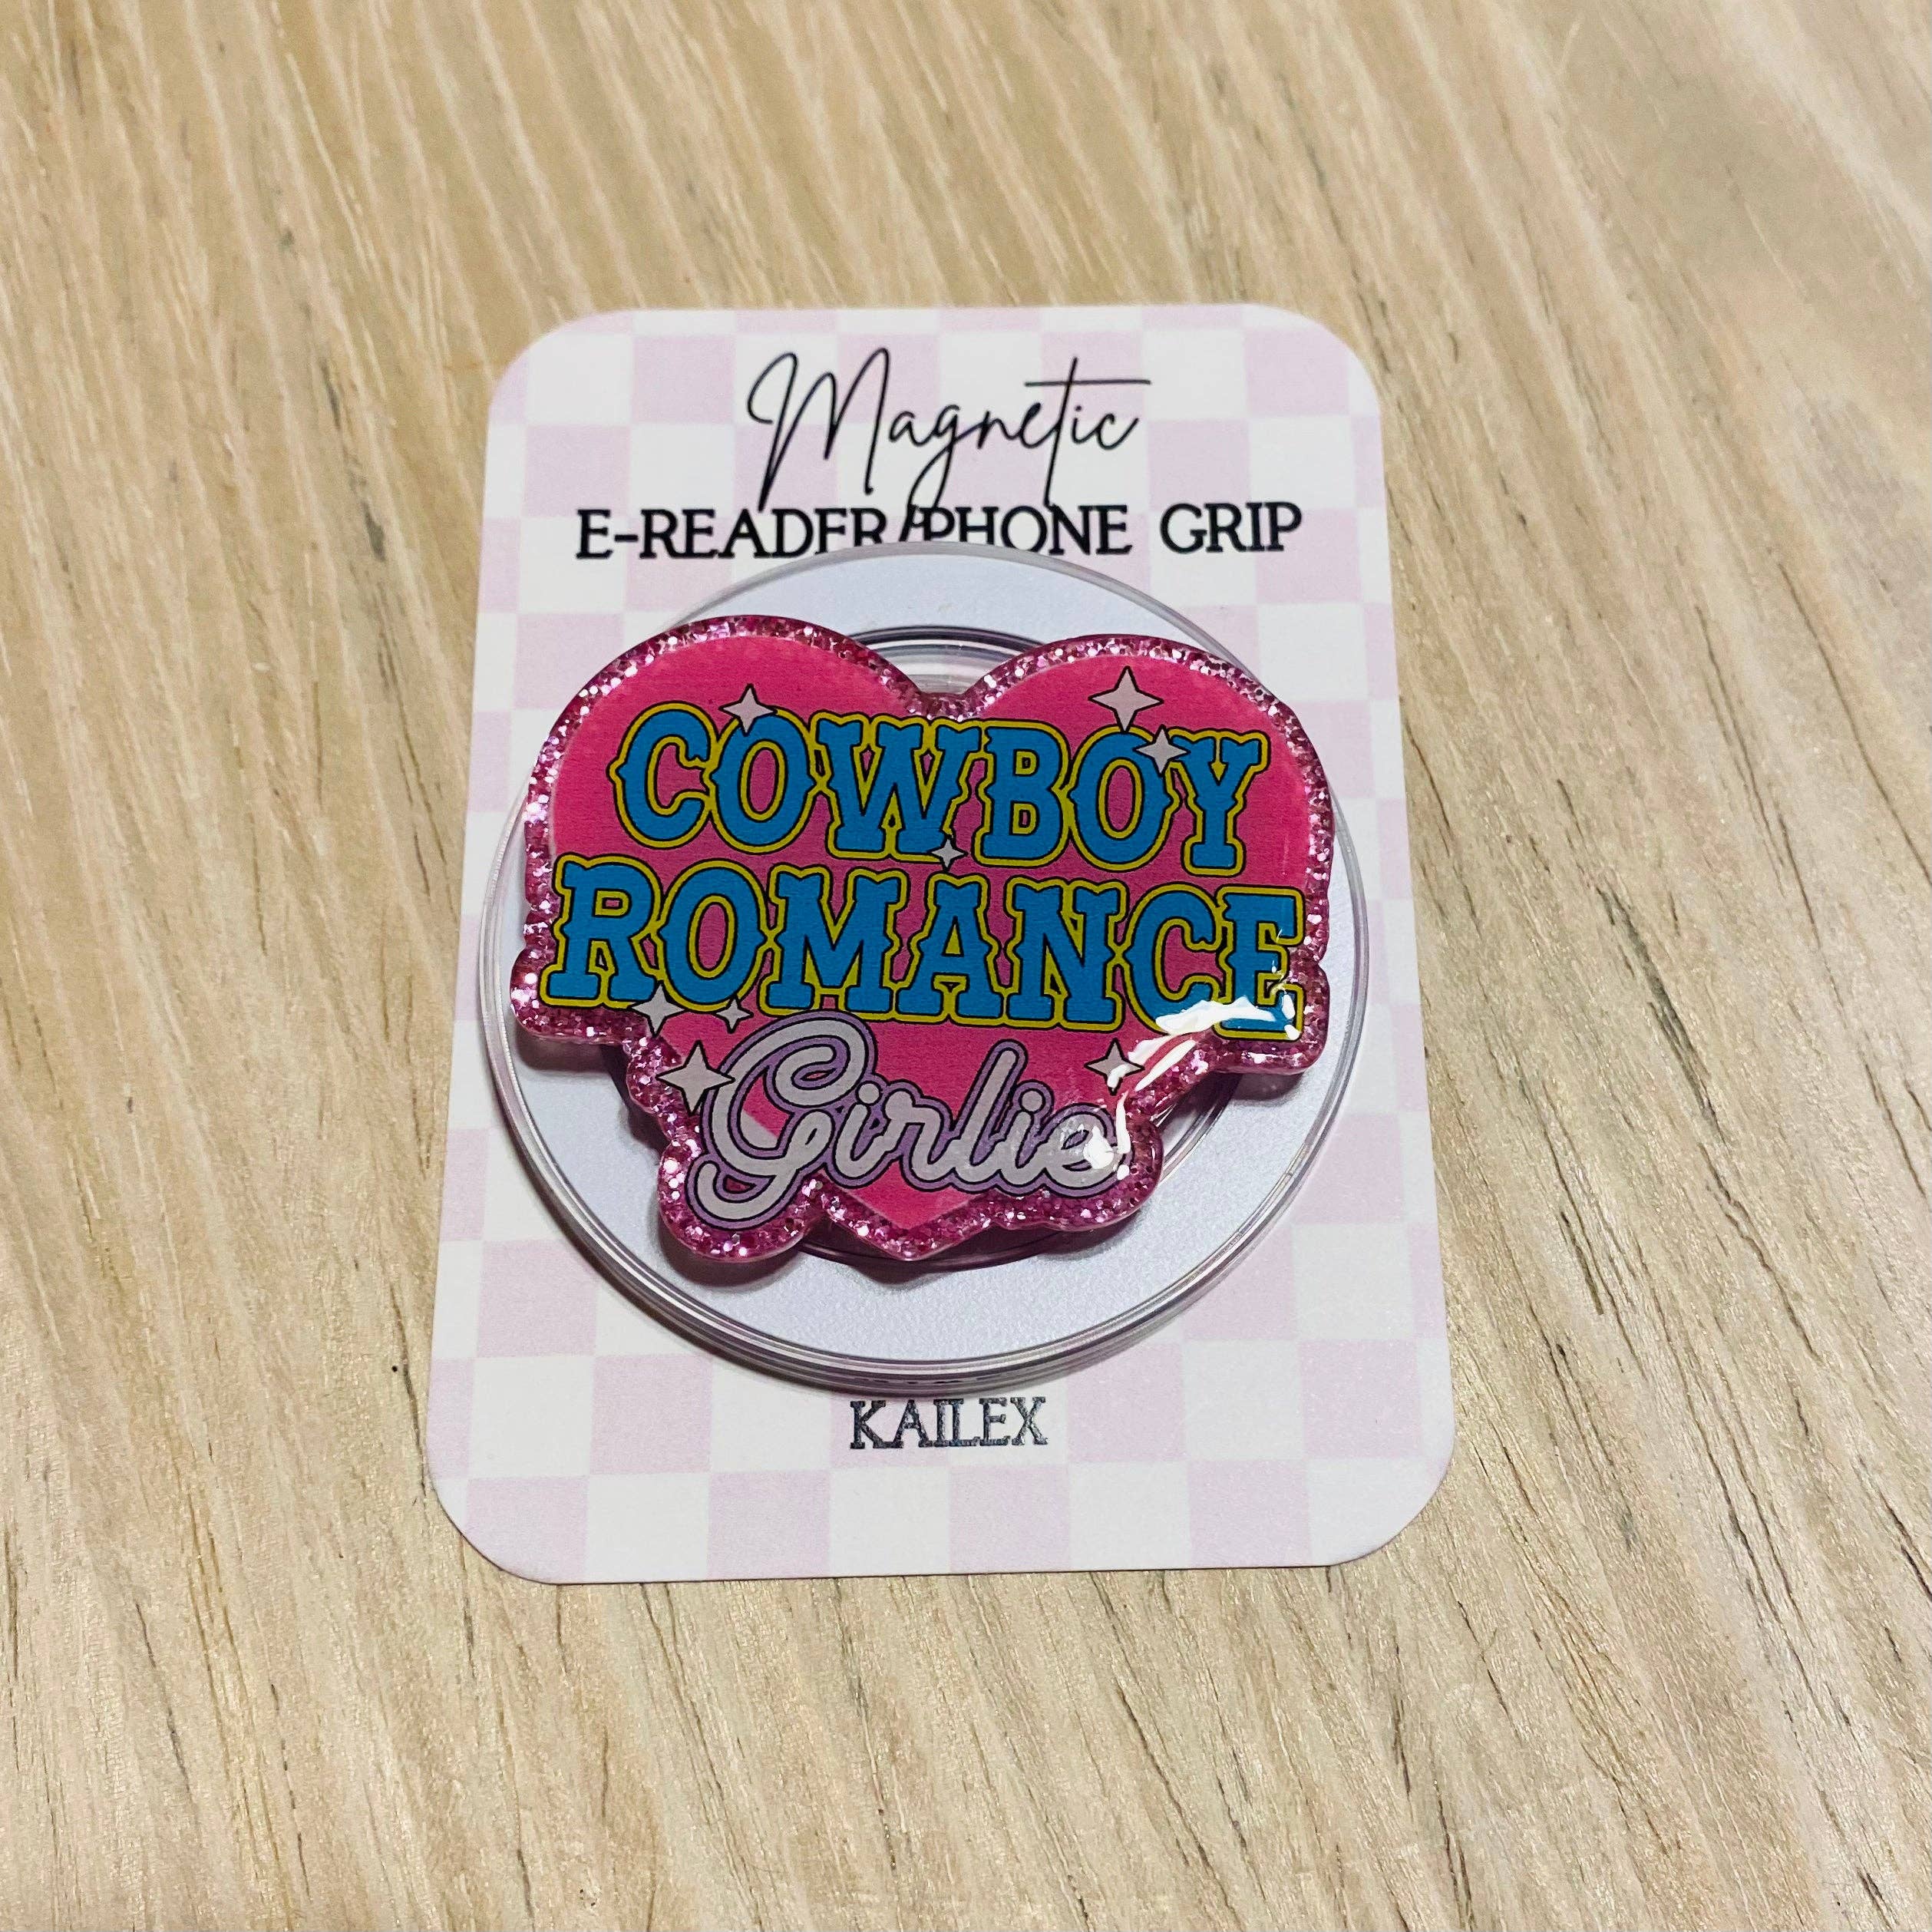 Magnetic
E-READER/PHONE GRIP
COWBOY
ROMANCE
Girlie
KAILEX